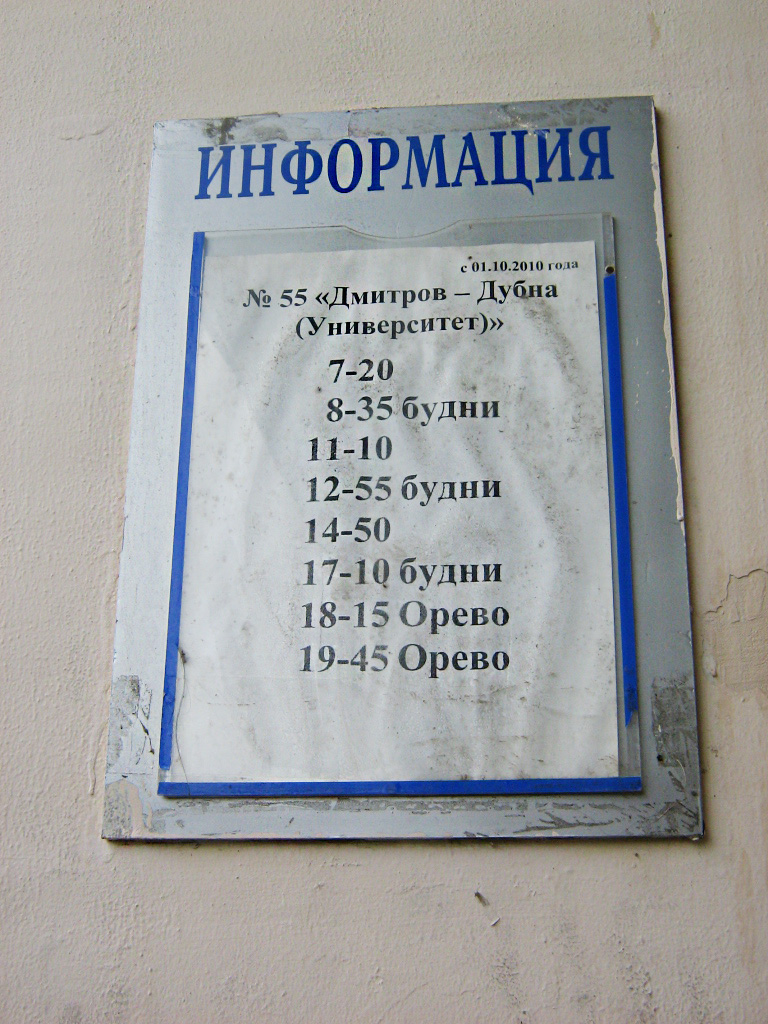 ИНФОРМАЦИЯ
с 01.10.2010 года
№ 55 «Дмитров – Дубна
(Университет)»
7-20
8-35 будни
11-10
12-55 будни
14-50
17-10 будни
18-15 Орево
19-45 Орево